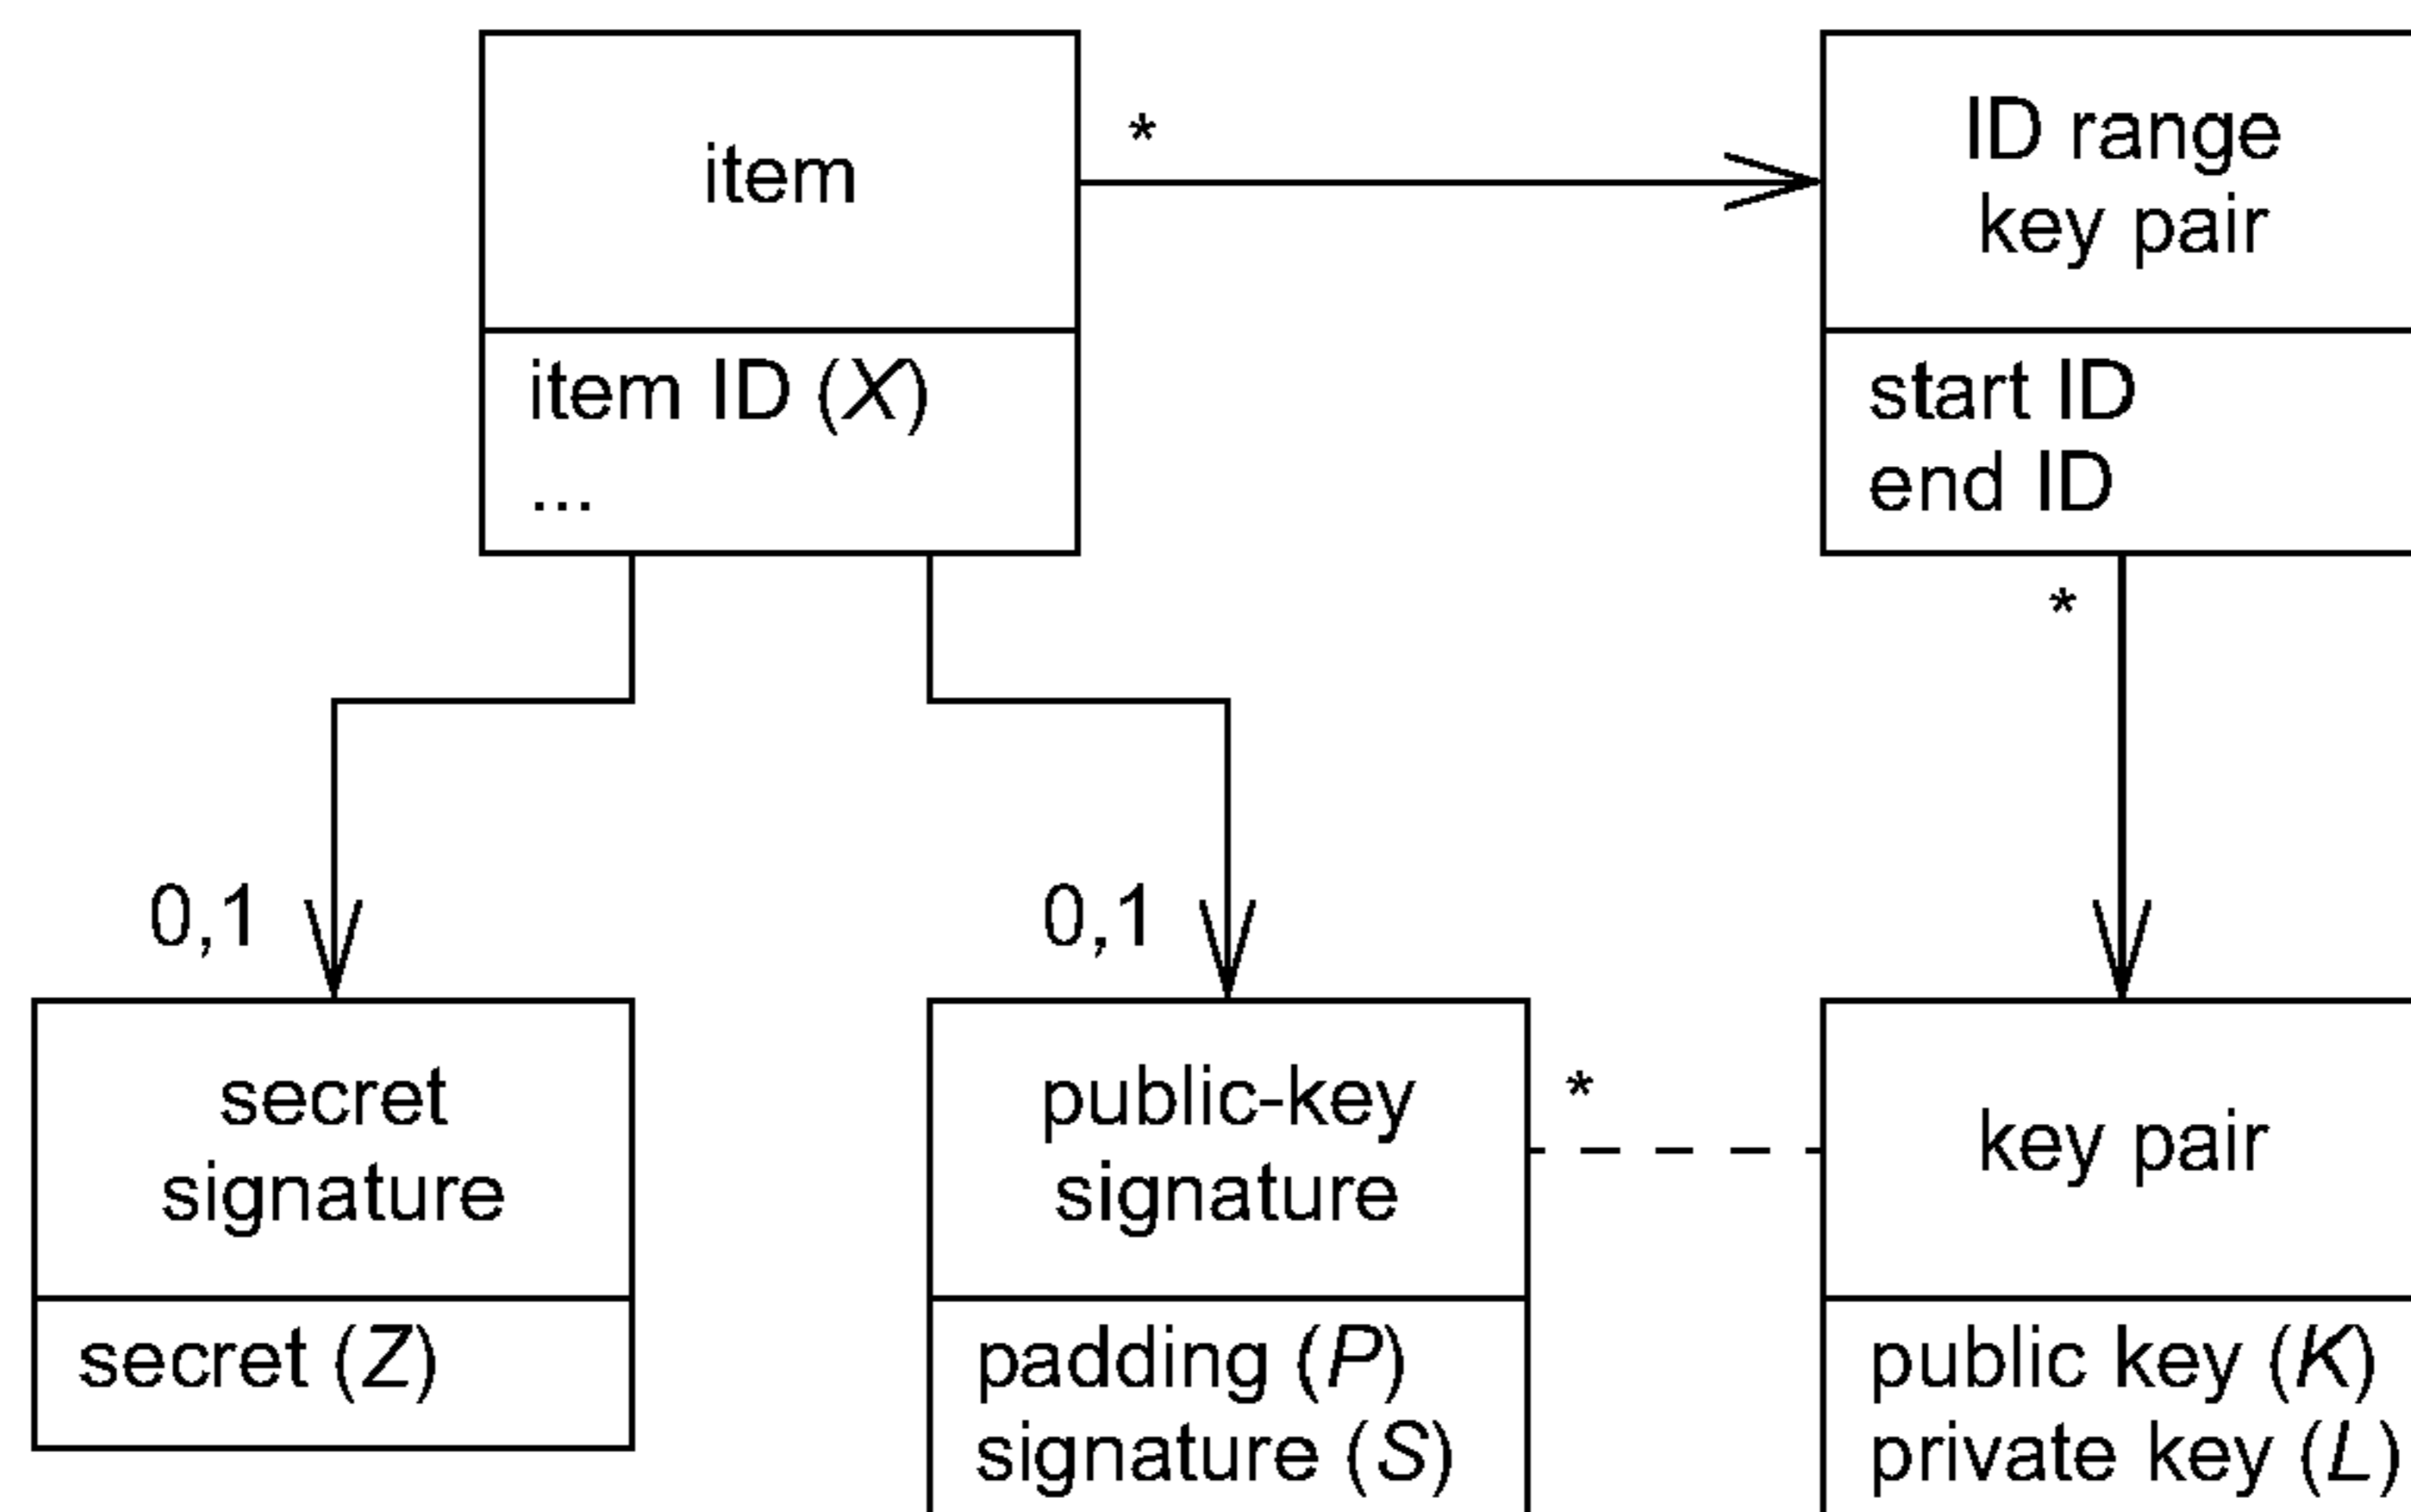 item
*
ID range
key pair
item ID (X)
...
start ID
end ID
*
0,1
0,1
secret
signature
public-key
signature
*
key pair
secret (Z)
padding (P)
signature (S)
public key (K)
private key (L)